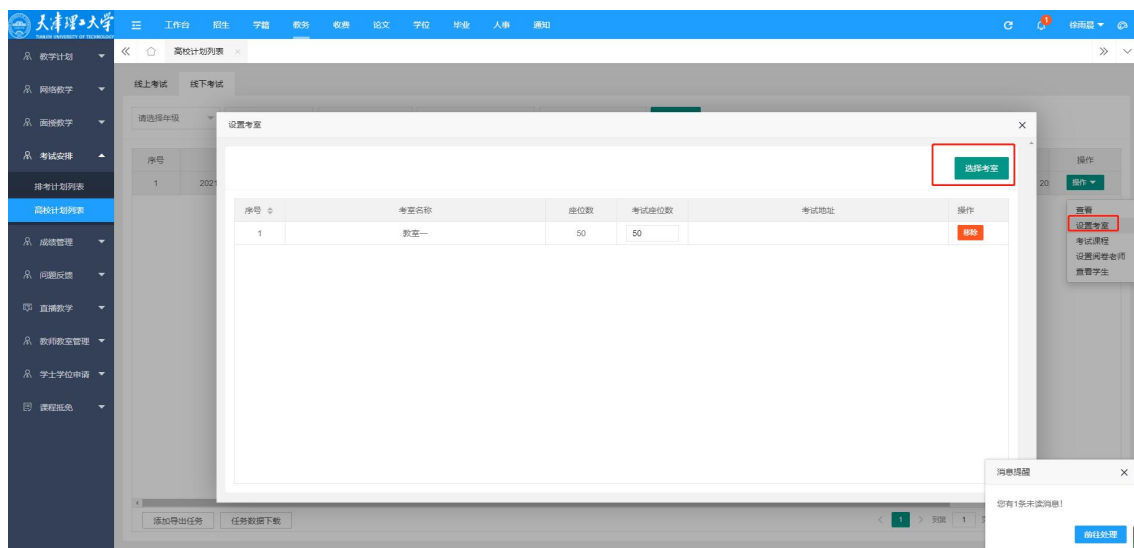 天津理工大学
TIANJIN UNIVERSITY OF TECHNOLOGY
工作台 招生 学籍 教务 收费 论文 学位 毕业 人事 通知
1
徐雨晨
教学计划
高校计划列表 ×
网络教学
线上考试 线下考试
面授教学
请选择年级
设置考室 ×
考试安排
序号
选择考室
操作
排考计划列表
1 2021
20 操作
高校计划列表
序号 考室名称 座位数 考试座位数 考试地址 操作
1 教室一 50 50 移除
查看
设置考室
考试课程
设置阅卷老师
查看学生
成绩管理
问题反馈
直播教学
教师教室管理
学士学位申请
课程抵免
消息提醒 ×
您有1条未读消息!
前往处理
添加导出任务 任务数据下载
< 1 > 到第 1